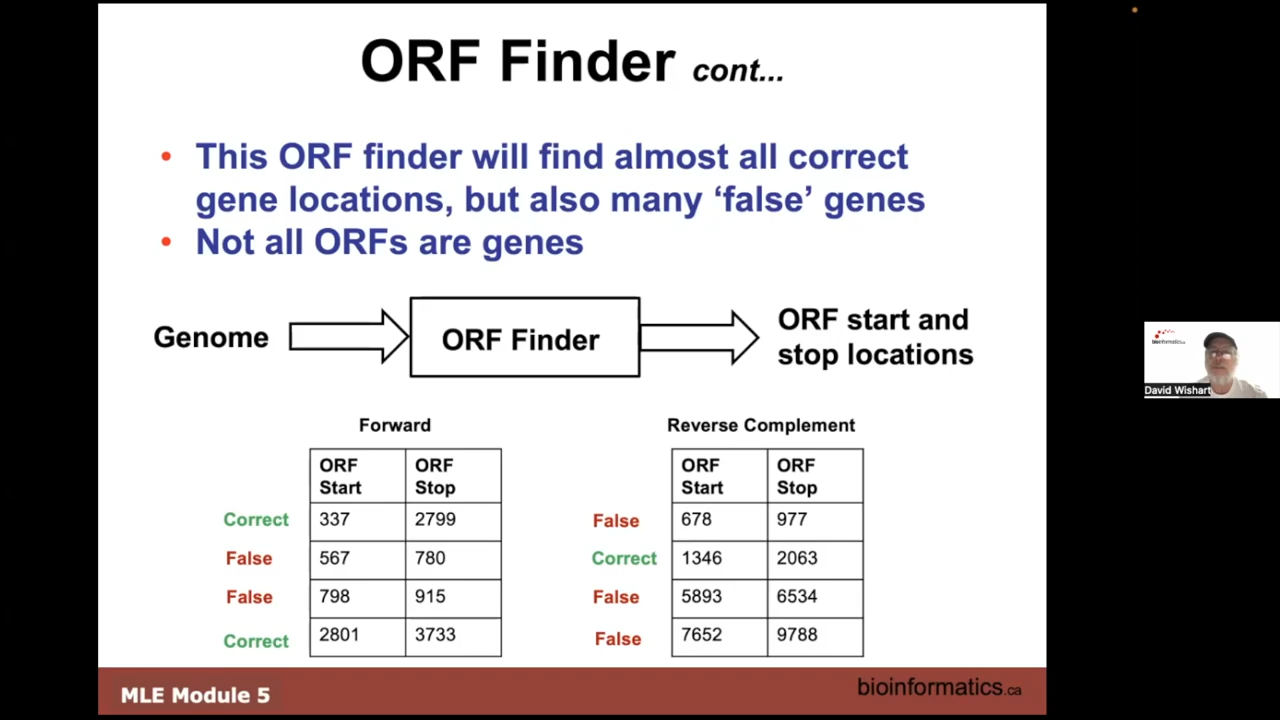 ORF Finder cont...
• This ORF finder will find almost all correct
gene locations, but also many ‘false’ genes
• Not all ORFs are genes
Genome
ORF Finder
ORF start and
stop locations
Forward
ORF Start ORF Stop
Correct 337 2799
False 567 780
False 798 915
Correct 2801 3733
Reverse Complement
ORF Start ORF Stop
False 678 977
Correct 1346 2063
False 5893 6534
False 7652 9788
bioinformatics.ca
David Wishart
MLE Module 5
bioinformatics.ca